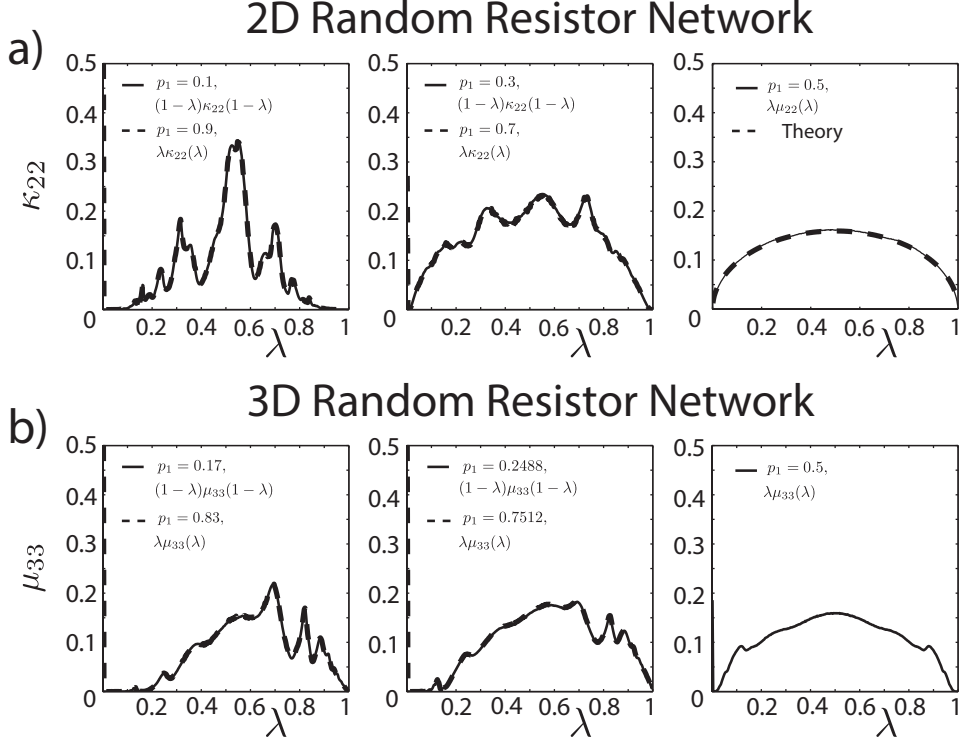 2D Random Resistor Network
a)
κ22
0.5
0.4
0.3
0.2
0.1
0
p1 = 0.1,
(1−λ)κ22(1−λ)
p1 = 0.9,
λκ22(λ)
0.2 0.4 0.6 0.8 1
λ
0.5
0.4
0.3
0.2
0.1
0
p1 = 0.3,
(1−λ)κ22(1−λ)
p1 = 0.7,
λκ22(λ)
0.2 0.4 0.6 0.8 1
λ
0.5
0.4
0.3
0.2
0.1
0
p1 = 0.5,
λμ22(λ)
Theory
0.2 0.4 0.6 0.8 1
λ
3D Random Resistor Network
b)
μ33
0.5
0.4
0.3
0.2
0.1
0
p1 = 0.17,
(1−λ)μ33(1−λ)
p1 = 0.83,
λμ33(λ)
0.2 0.4 0.6 0.8 1
λ
0.5
0.4
0.3
0.2
0.1
0
p1 = 0.2488,
(1−λ)μ33(1−λ)
p1 = 0.7512,
λμ33(λ)
0.2 0.4 0.6 0.8 1
λ
0.5
0.4
0.3
0.2
0.1
0
p1 = 0.5,
λμ33(λ)
0.2 0.4 0.6 0.8 1
λ